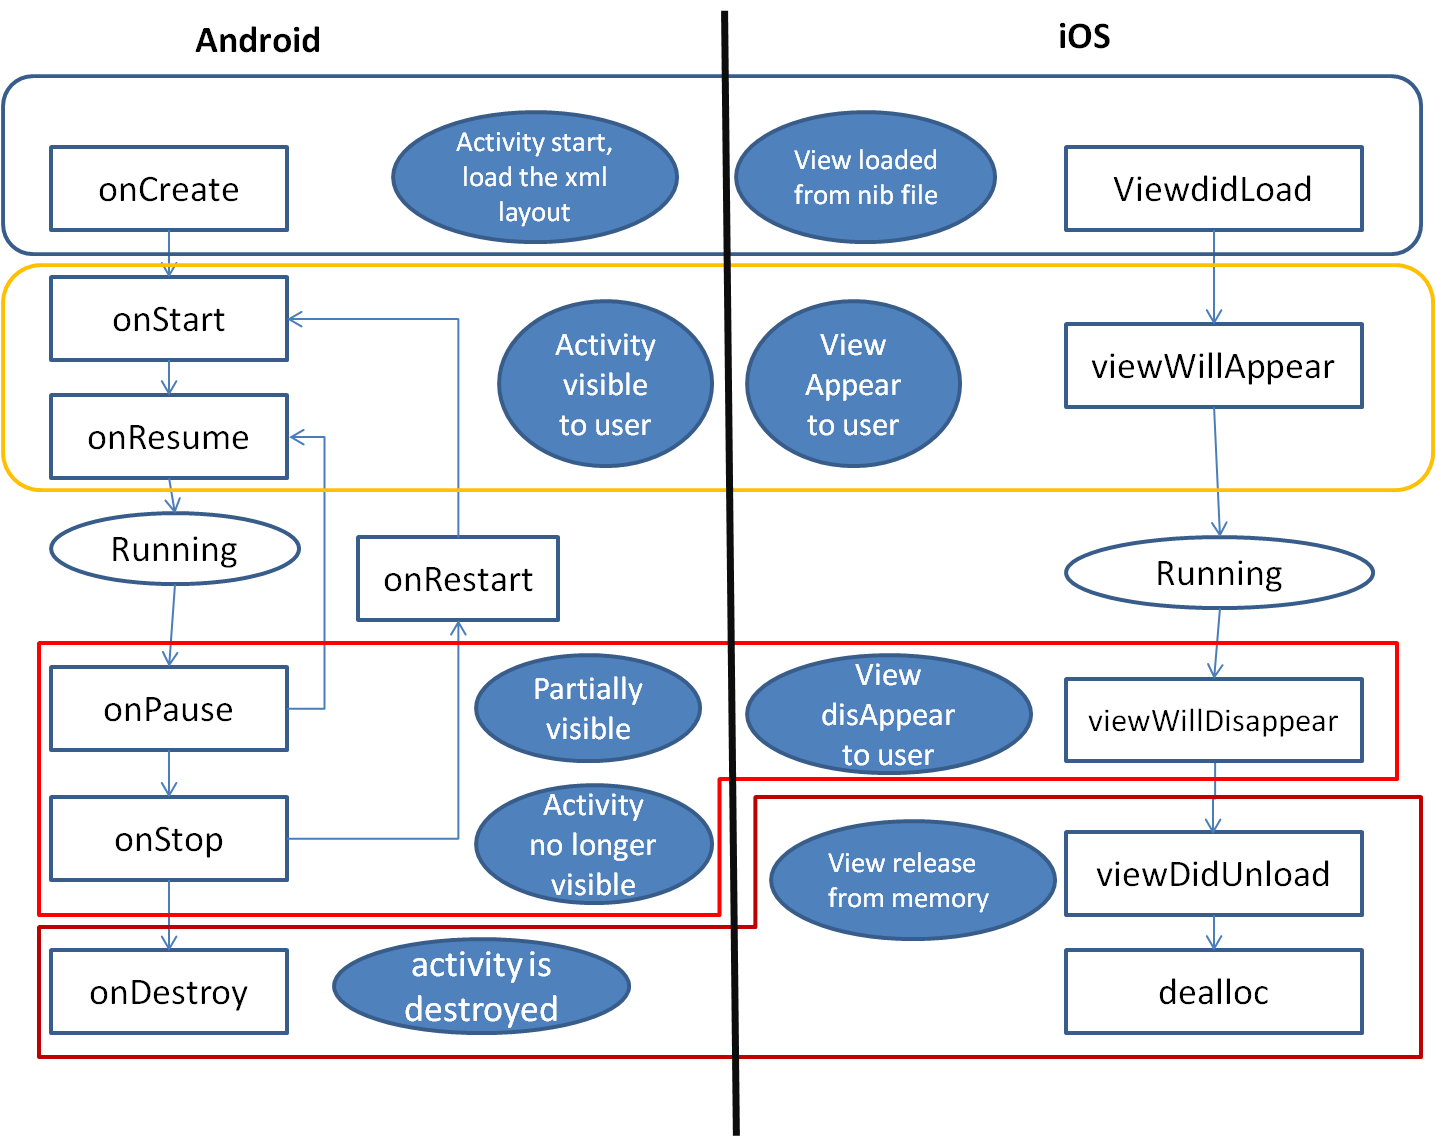 Android
iOS
onCreate
Activity start,
load the xml
layout
View loaded
from nib file
ViewdidLoad
onStart
Activity
visible
to user
View
Appear
to user
viewWillAppear
onResume
Running
onRestart
Running
onPause
Partially
visible
View
disAppear
to user
viewWillDisappear
onStop
Activity
no longer
visible
View release
from memory
viewDidUnload
onDestroy
activity is
destroyed
dealloc